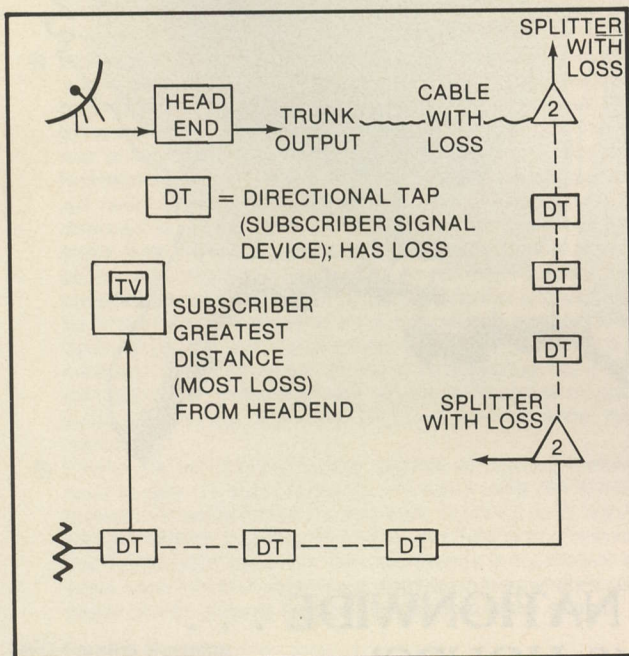 SPLITTER
WITH
LOSS
HEAD
END
TRUNK
OUTPUT
CABLE
WITH
LOSS
2
DT
= DIRECTIONAL TAP
(SUBSCRIBER SIGNAL
DEVICE); HAS LOSS
DT
DT
DT
TV
SUBSCRIBER
GREATEST
DISTANCE
(MOST LOSS)
FROM HEADEND
SPLITTER
WITH LOSS
2
DT
DT
DT